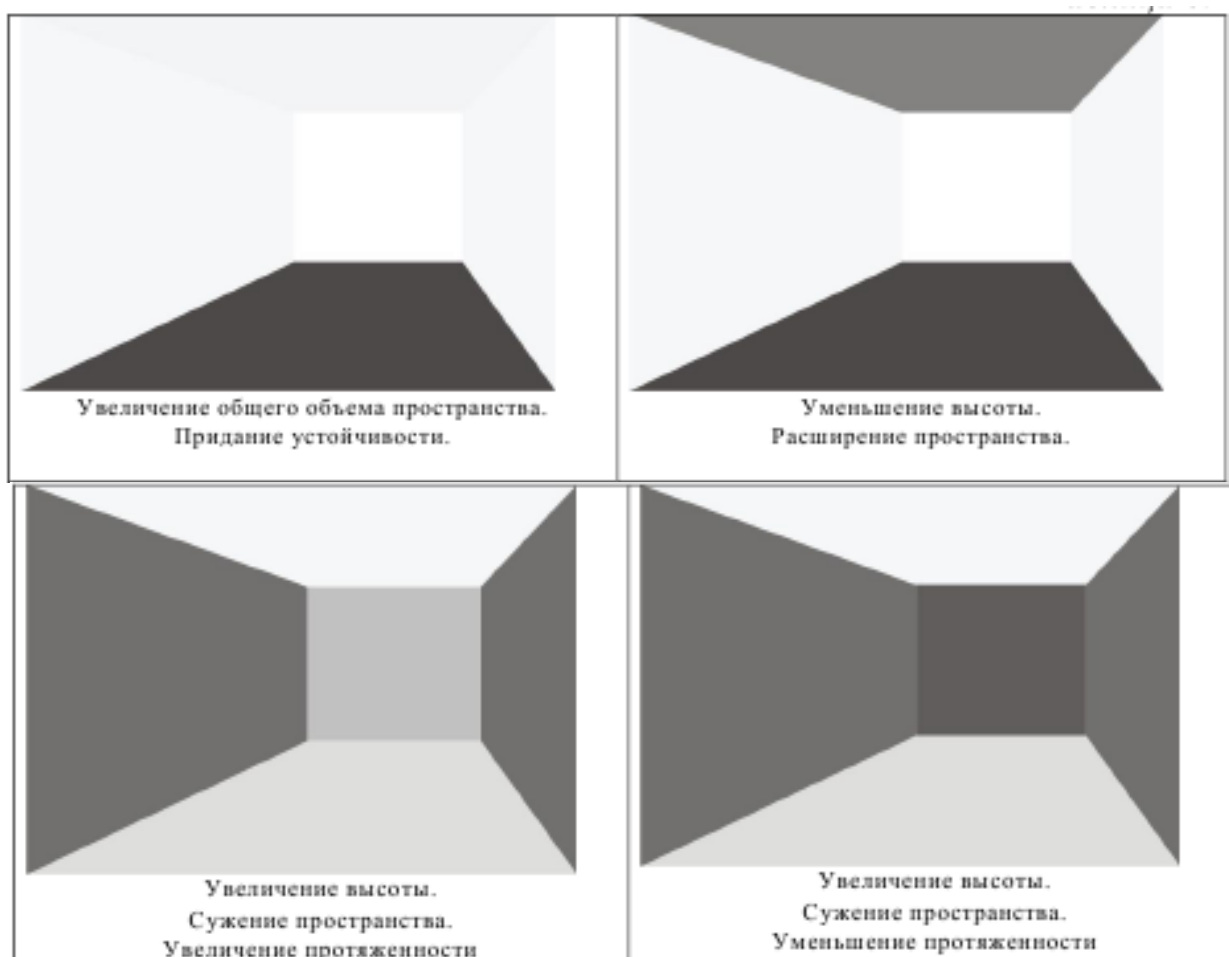 Увеличение общего объема пространства.
Придание устойчивости.
Уменьшение высоты.
Расширение пространства.
Увеличение высоты.
Сужение пространства.
Увеличение протяженности
Увеличение высоты.
Сужение пространства.
Уменьшение протяженности